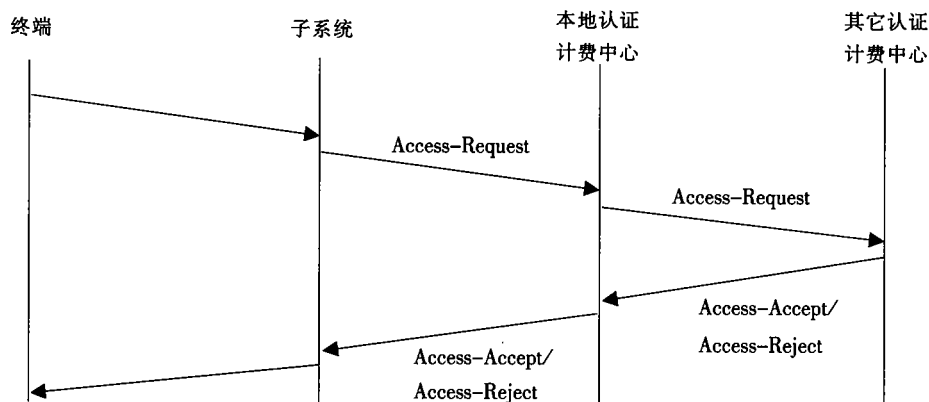 终端
子系统
本地认证
计费中心
其它认证
计费中心
Access-Request
Access-Request
Access-Accept/
Access-Reject
Access-Accept/
Access-Reject